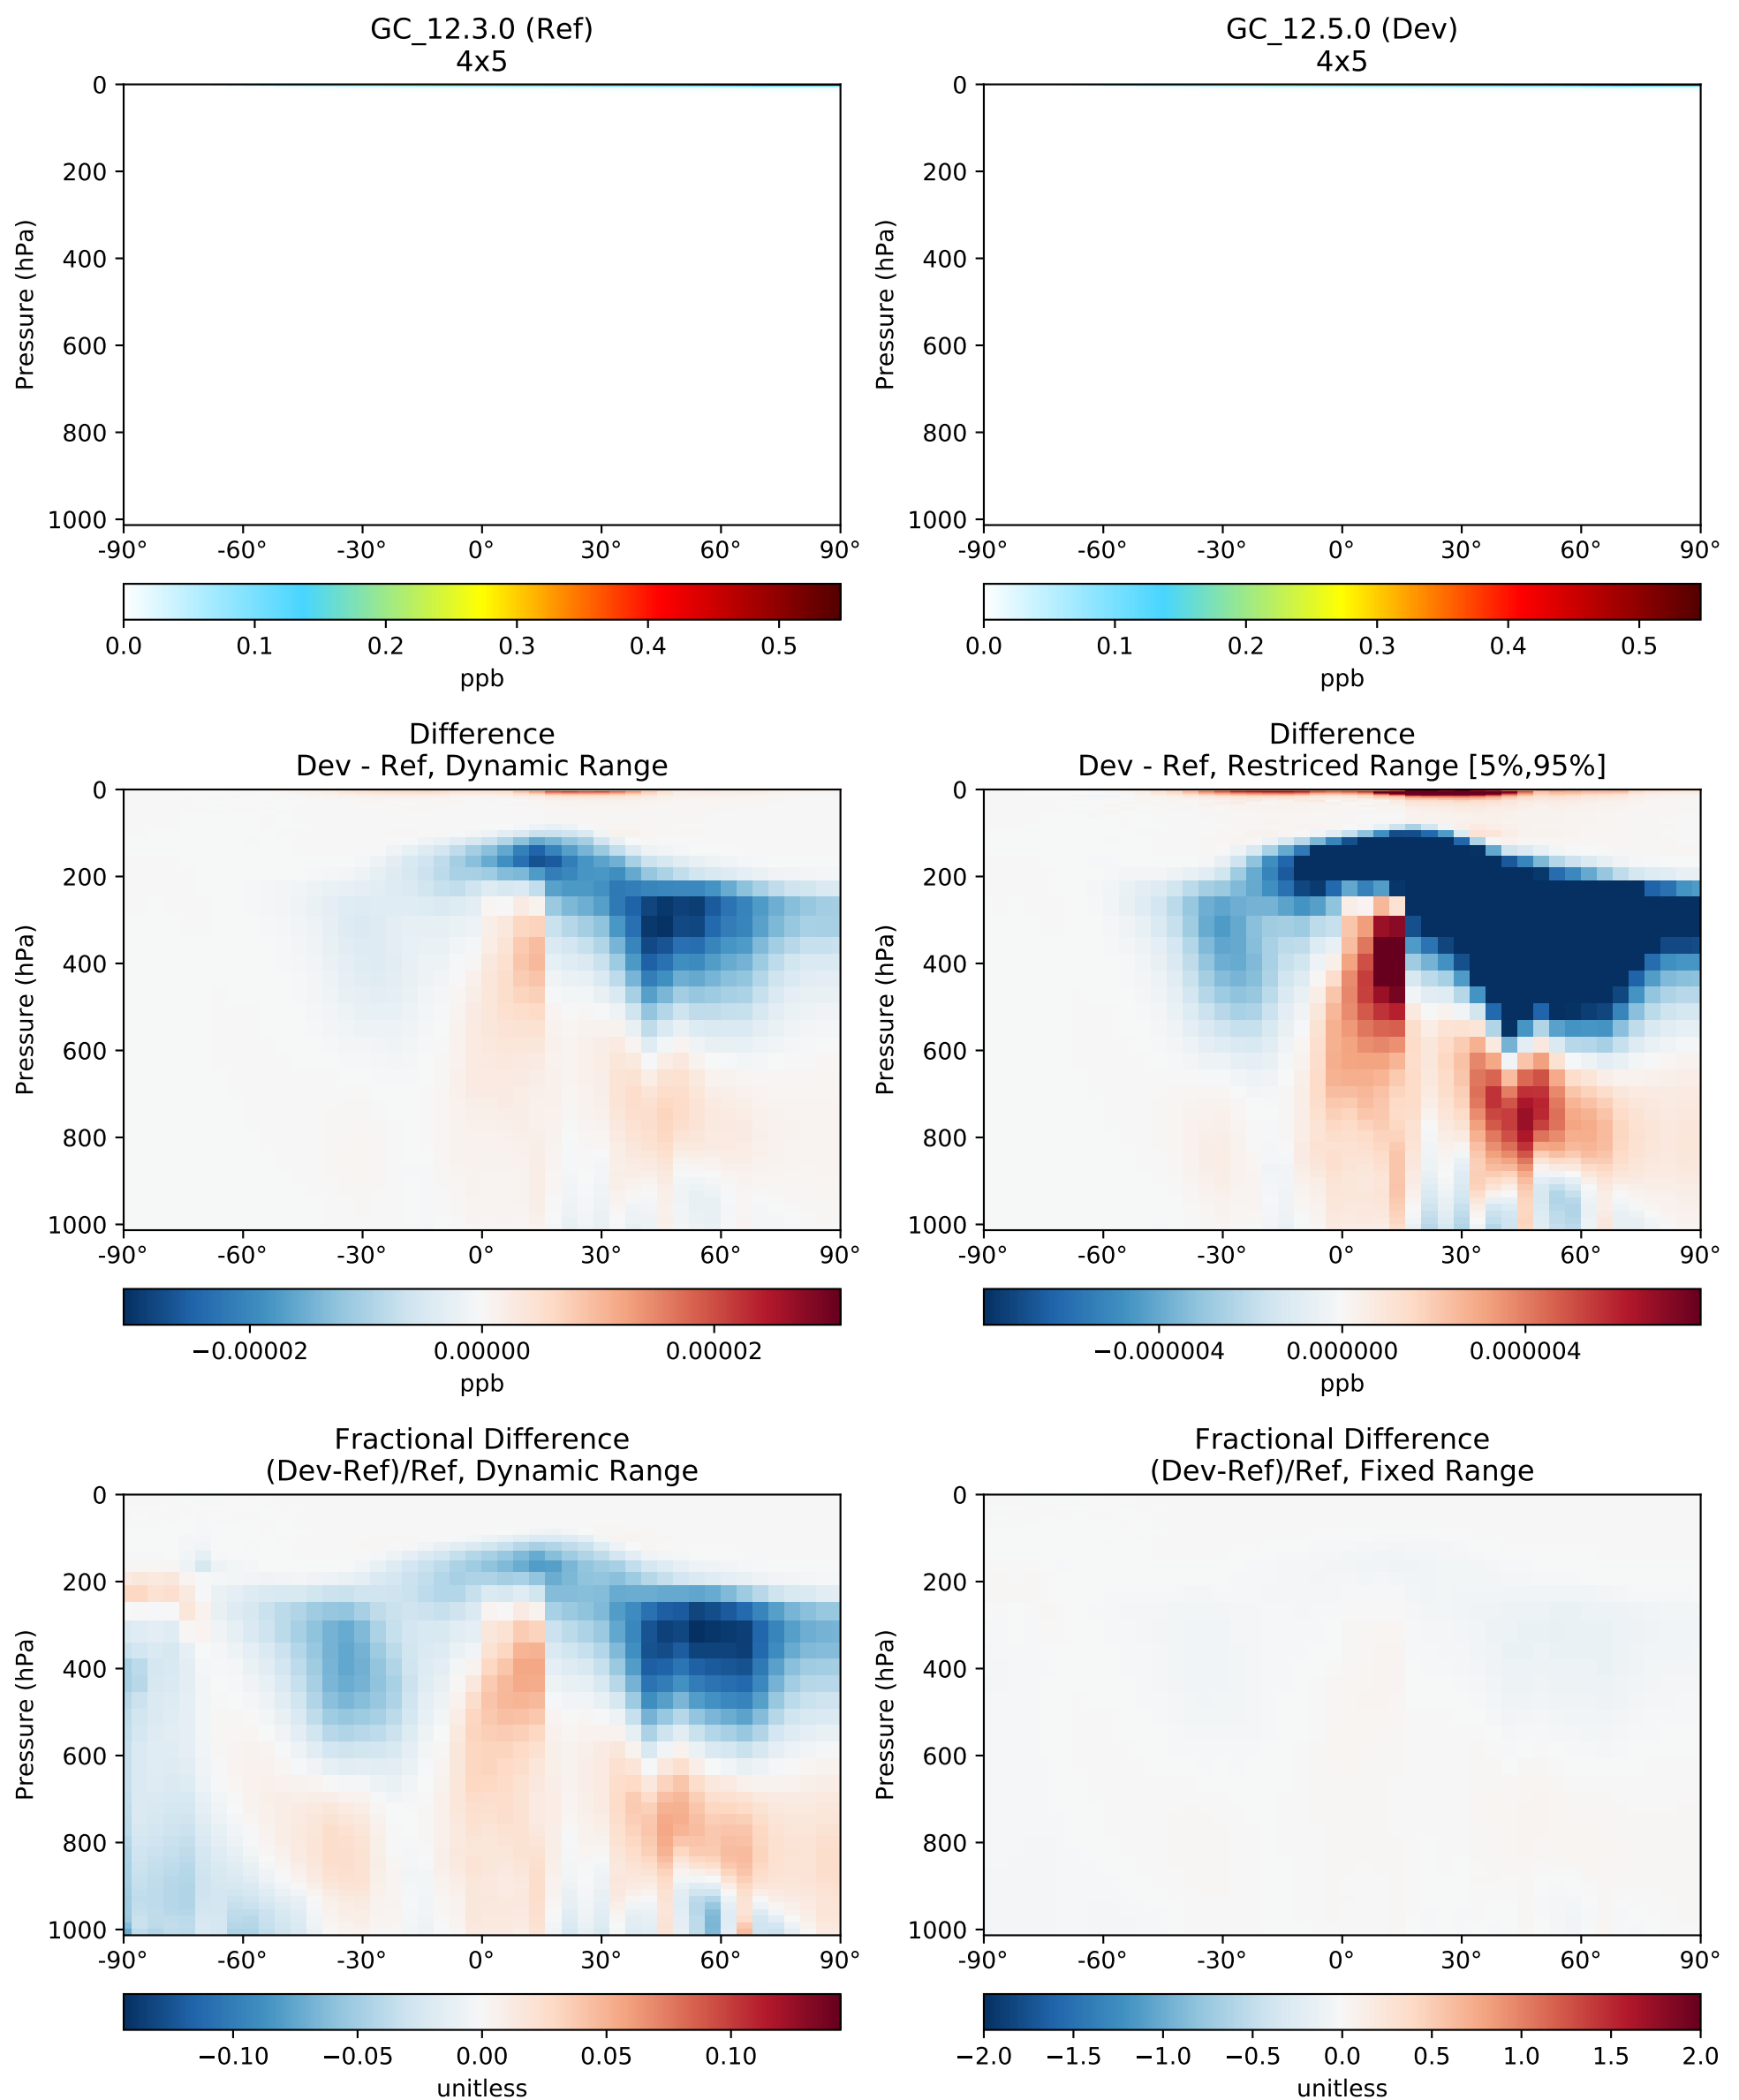 GC_12.3.0 (Ref)
4x5
0
200
400
600
800
1000
Pressure (hPa)
-90° -60° -30° 0° 30° 60° 90°
0.0 0.1 0.2 0.3 0.4 0.5
ppb
GC_12.5.0 (Dev)
4x5
0
200
400
600
800
1000
Pressure (hPa)
-90° -60° -30° 0° 30° 60° 90°
0.0 0.1 0.2 0.3 0.4 0.5
ppb
Difference
Dev - Ref, Dynamic Range
0
200
400
600
800
1000
Pressure (hPa)
-90° -60° -30° 0° 30° 60° 90°
−0.00002 0.00000 0.00002
ppb
Difference
Dev - Ref, Restriced Range [5%,95%]
0
200
400
600
800
1000
Pressure (hPa)
-90° -60° -30° 0° 30° 60° 90°
−0.000004 0.000000 0.000004
ppb
Fractional Difference
(Dev-Ref)/Ref, Dynamic Range
0
200
400
600
800
1000
Pressure (hPa)
-90° -60° -30° 0° 30° 60° 90°
−0.10 −0.05 0.00 0.05 0.10
unitless
Fractional Difference
(Dev-Ref)/Ref, Fixed Range
0
200
400
600
800
1000
Pressure (hPa)
-90° -60° -30° 0° 30° 60° 90°
−2.0 −1.5 −1.0 −0.5 0.0 0.5 1.0 1.5 2.0
unitless